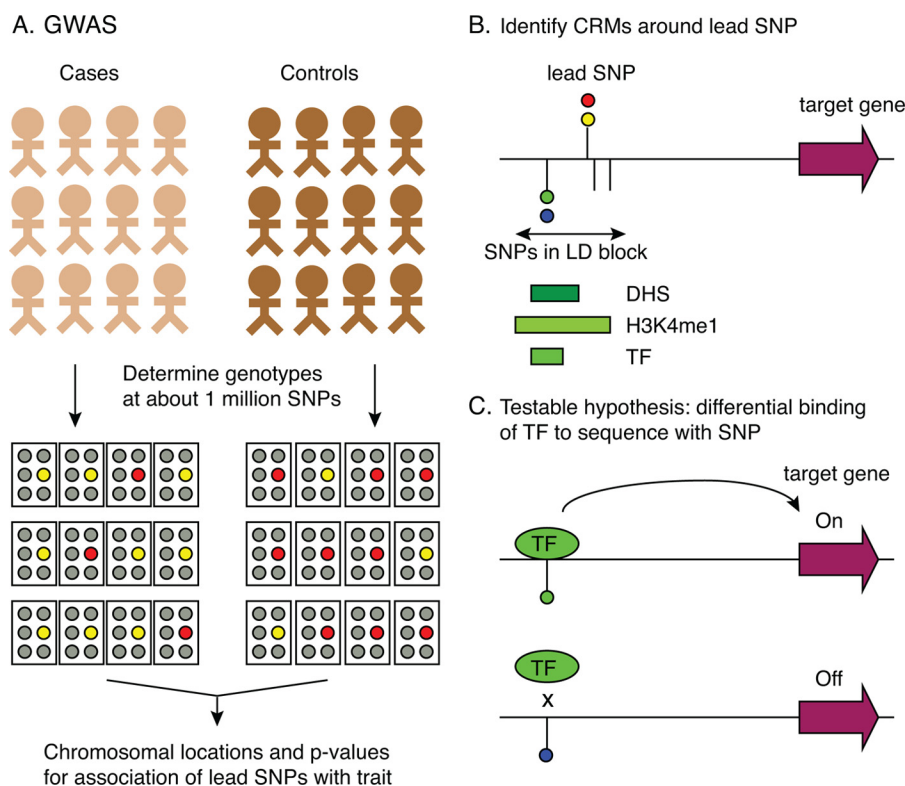 A. GWAS
Cases
Controls
Determine genotypes
at about 1 million SNPs
Chromosomal locations and p-values
for association of lead SNPs with trait
B. Identify CRMs around lead SNP
lead SNP
target gene
SNPs in LD block
DHS
H3K4me1
TF
C. Testable hypothesis: differential binding
of TF to sequence with SNP
target gene
On
TF
TF
x
Off